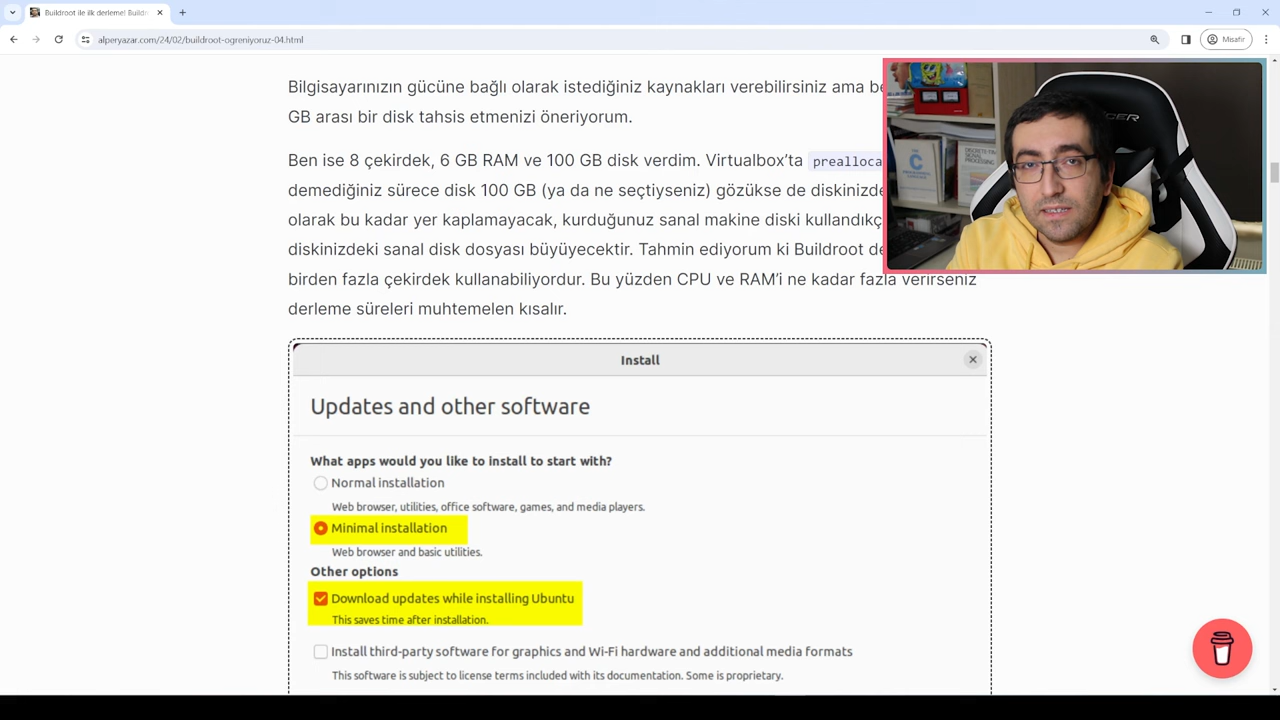 Buildroot ile ilk derleme! Buildr
alperyazar.com/24/02/buildroot-ogreniyoruz-04.html
Misafir
Bilgisayarınızın gücüne bağlı olarak istediğiniz kaynakları verebilirsiniz ama be
GB arası bir disk tahsis etmenizi öneriyorum.
Ben ise 8 çekirdek, 6 GB RAM ve 100 GB disk verdim. Virtualbox'ta prealloca
demediğiniz sürece disk 100 GB (ya da ne seçtiyseniz) gözükse de diskinizde
olarak bu kadar yer kaplamayacak, kurduğunuz sanal makine diski kullandıkç
diskinizdeki sanal disk dosyası büyüyecektir. Tahmin ediyorum ki Buildroot de
birden fazla çekirdek kullanabiliyordur. Bu yüzden CPU ve RAM'i ne kadar fazla verirseniz
derleme süreleri muhtemelen kısalır.
Install
Updates and other software
What apps would you like to install to start with?
Normal installation
Web browser, utilities, office software, games, and media players.
Minimal installation
Web browser and basic utilities.
Other options
Download updates while installing Ubuntu
This saves time after installation.
Install third-party software for graphics and Wi-Fi hardware and additional media formats
This software is subject to license terms included with its documentation. Some is proprietary.